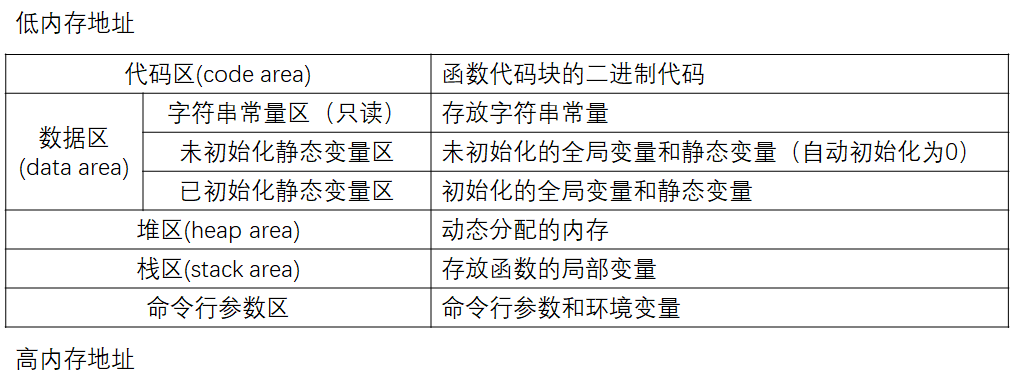 低内存地址
代码区(code area) 函数代码块的二进制代码
数据区
(data area)
字符串常量区（只读） 存放字符串常量
未初始化静态变量区 未初始化的全局变量和静态变量（自动初始化为0）
已初始化静态变量区 初始化的全局变量和静态变量
堆区(heap area) 动态分配的内存
栈区(stack area) 存放函数的局部变量
命令行参数区 命令行参数和环境变量
高内存地址